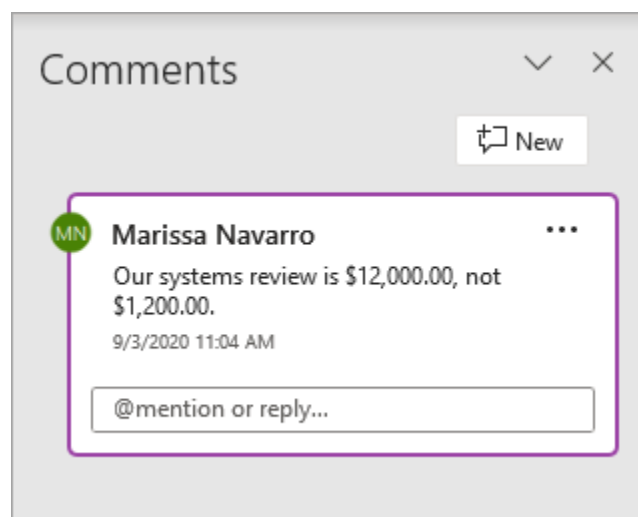 Comments
New
MN
Marissa Navarro
Our systems review is $12,000.00, not
$1,200.00.
9/3/2020 11:04 AM
@mention or reply...